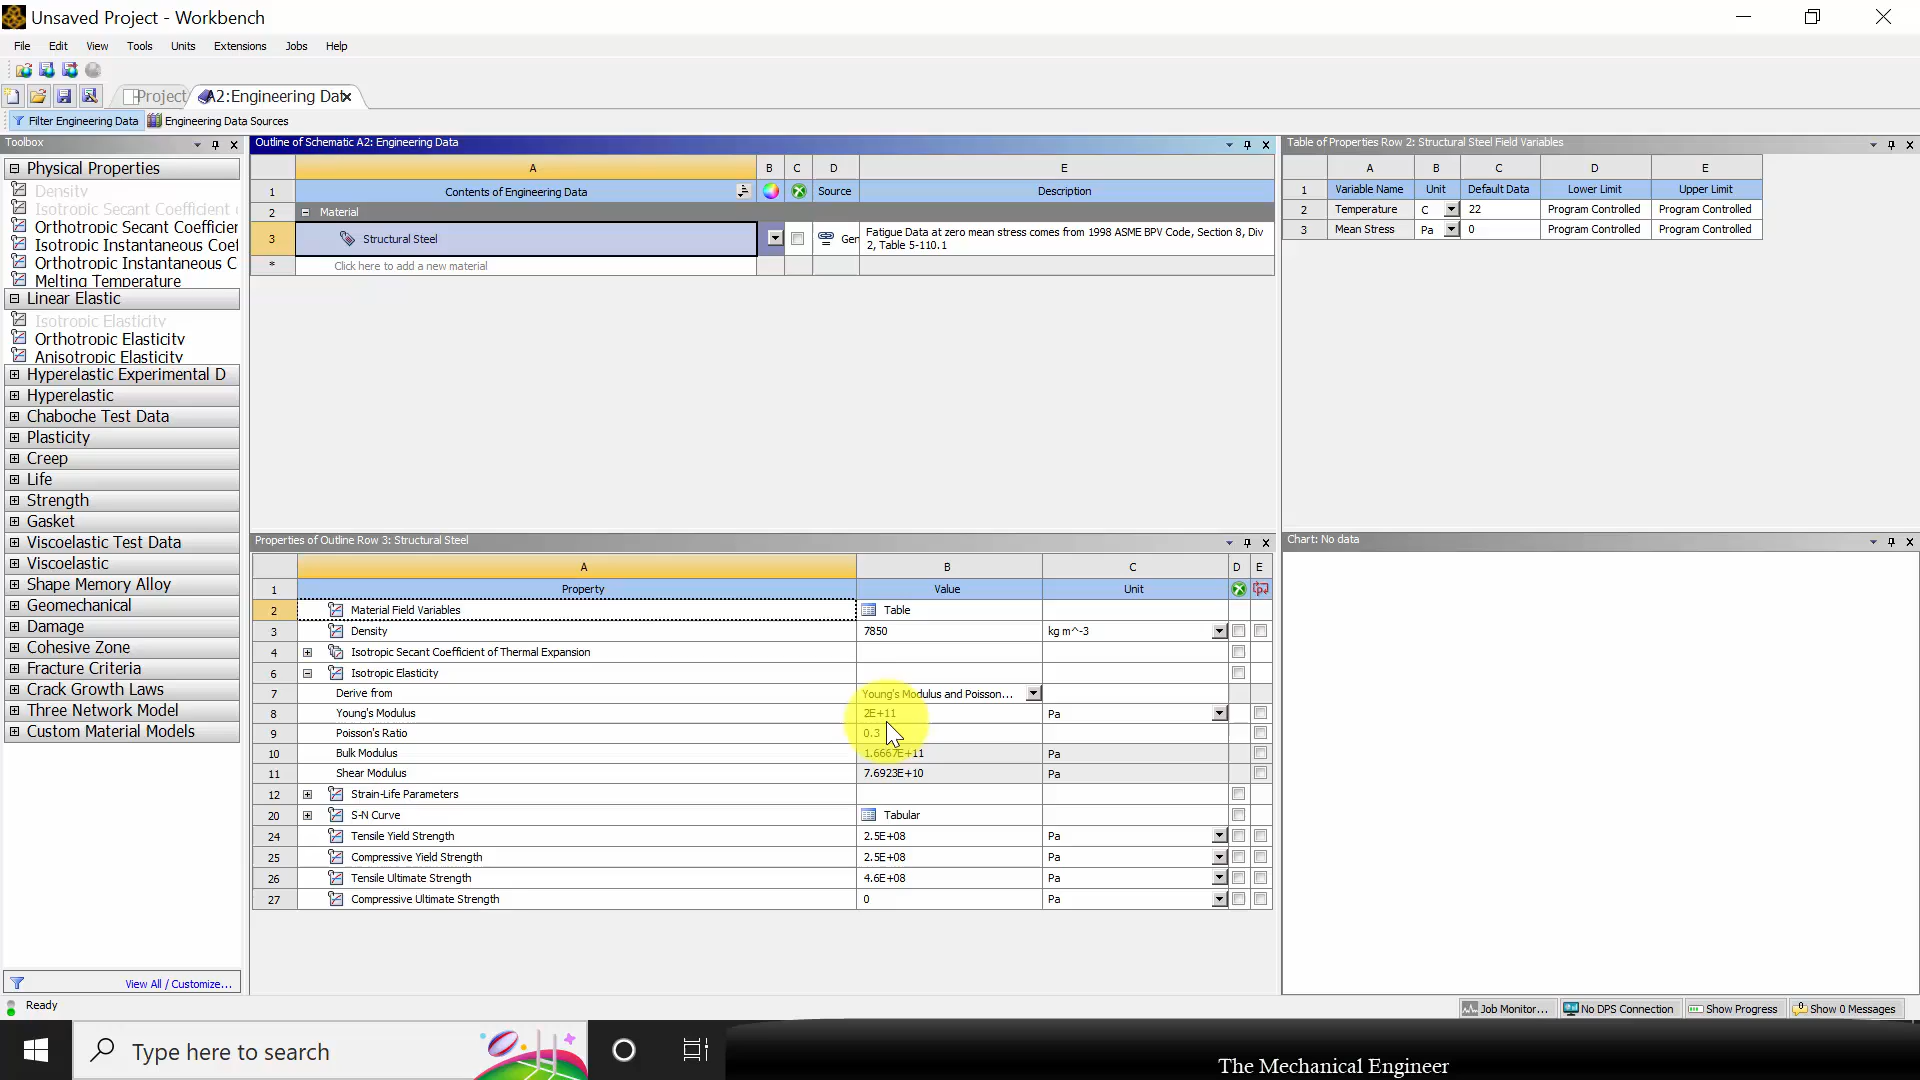 Unsaved Project - Workbench
File Edit View Tools Units Extensions Jobs Help
Project A2:Engineering Dat
Filter Engineering Data Engineering Data Sources
Toolbox
Physical Properties
Density
Isotropic Secant Coefficient
Orthotropic Secant Coefficier
Isotropic Instantaneous Coef
Orthotropic Instantaneous C
Melting Temperature
Linear Elastic
Isotropic Elasticity
Orthotropic Elasticity
Anisotropic Elasticity
Hyperelastic Experimental D
Hyperelastic
Chaboche Test Data
Plasticity
Creep
Life
Strength
Gasket
Viscoelastic Test Data
Viscoelastic
Shape Memory Alloy
Geomechanical
Damage
Cohesive Zone
Fracture Criteria
Crack Growth Laws
Three Network Model
Custom Material Models
View All / Customize...
Outline of Schematic A2: Engineering Data
A B C D E
1 Contents of Engineering Data Source Description
2 Material
3 Structural Steel Ger Fatigue Data at zero mean stress comes from 1998 ASME BPV Code, Section 8, Div
2, Table 5-110.1
* Click here to add a new material
Properties of Outline Row 3: Structural Steel
A B C D E
1 Property Value Unit
2 Material Field Variables Table
3 Density 7850 kg m^-3
4 Isotropic Secant Coefficient of Thermal Expansion
6 Isotropic Elasticity
7 Derive from Young's Modulus and Poisson...
8 Young's Modulus 2E+11 Pa
9 Poisson's Ratio 0.3
10 Bulk Modulus 1.6667E+11 Pa
11 Shear Modulus 7.6923E+10 Pa
12 Strain-Life Parameters
20 S-N Curve Tabular
24 Tensile Yield Strength 2.5E+08 Pa
25 Compressive Yield Strength 2.5E+08 Pa
26 Tensile Ultimate Strength 4.6E+08 Pa
27 Compressive Ultimate Strength 0 Pa
Table of Properties Row 2: Structural Steel Field Variables
A B C D E
1 Variable Name Unit Default Data Lower Limit Upper Limit
2 Temperature C 22 Program Controlled Program Controlled
3 Mean Stress Pa 0 Program Controlled Program Controlled
Chart: No data
Ready
Job Monitor... No DPS Connection Show Progress Show 0 Messages
Type here to search
The Mechanical Engineer